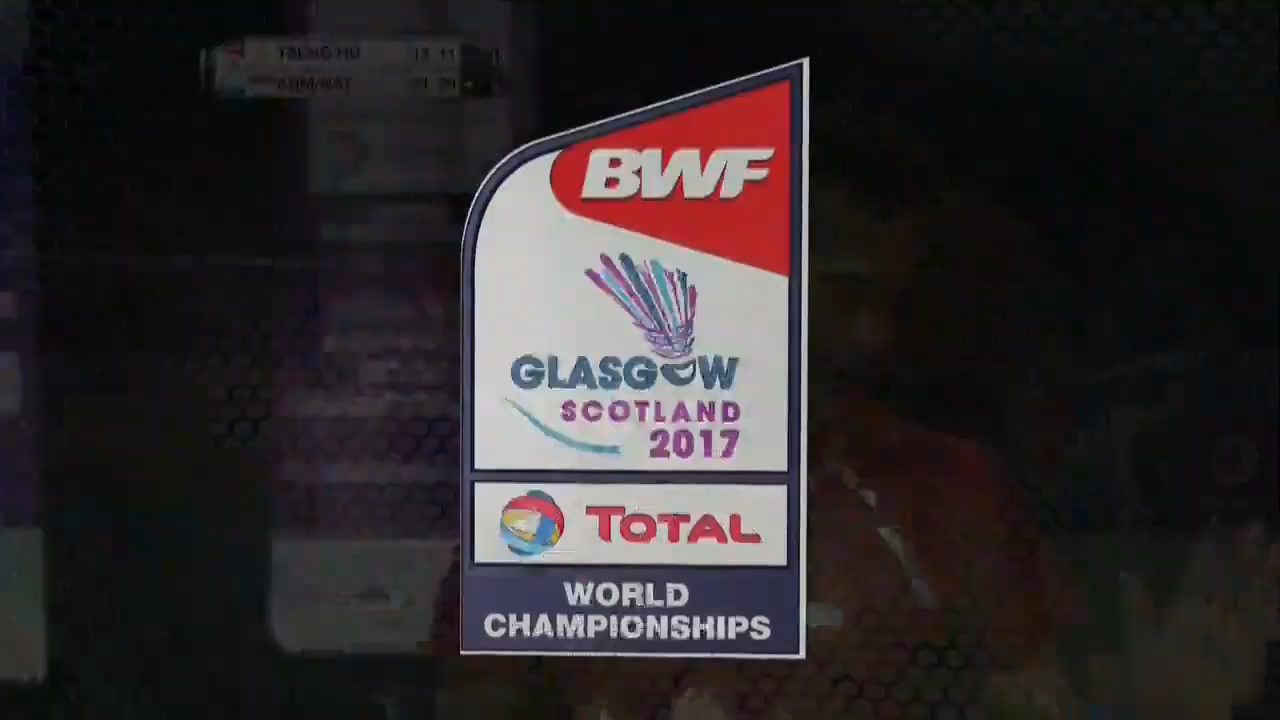 BWF
GLASGOW
SCOTLAND
2017
TOTAL
WORLD
CHAMPIONSHIPS